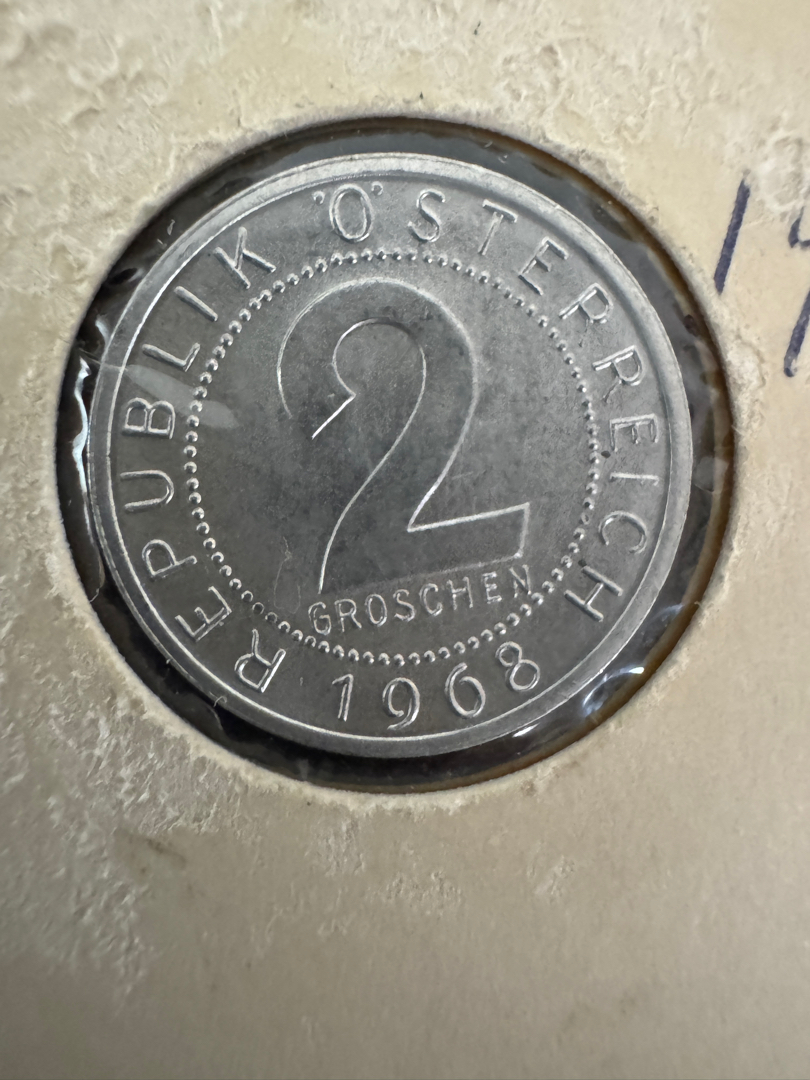 REPUBLIK ÖSTERREICH
2
GROSCHEN
1968